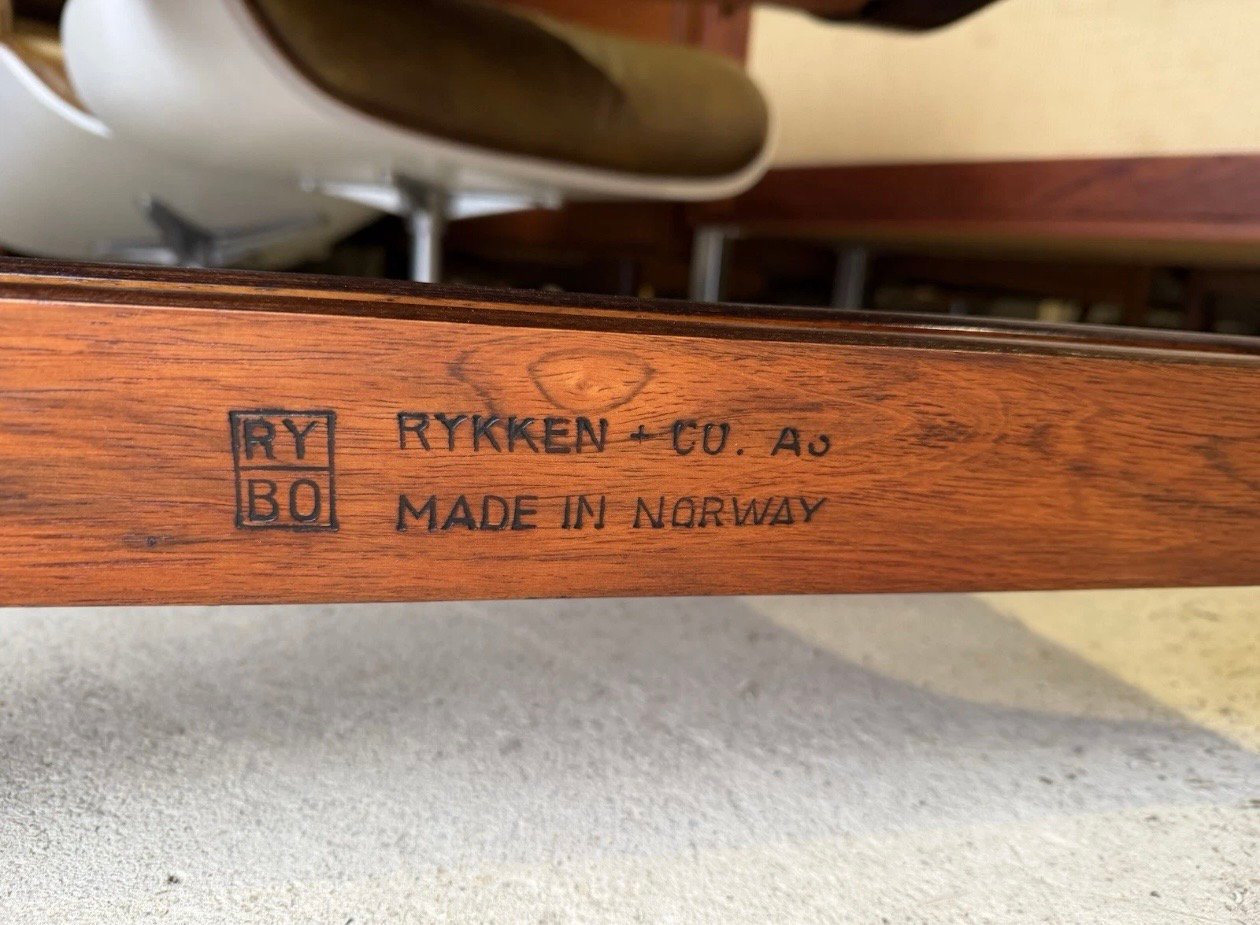 RY
BO
RYKKEN + CO. AS
MADE IN NORWAY